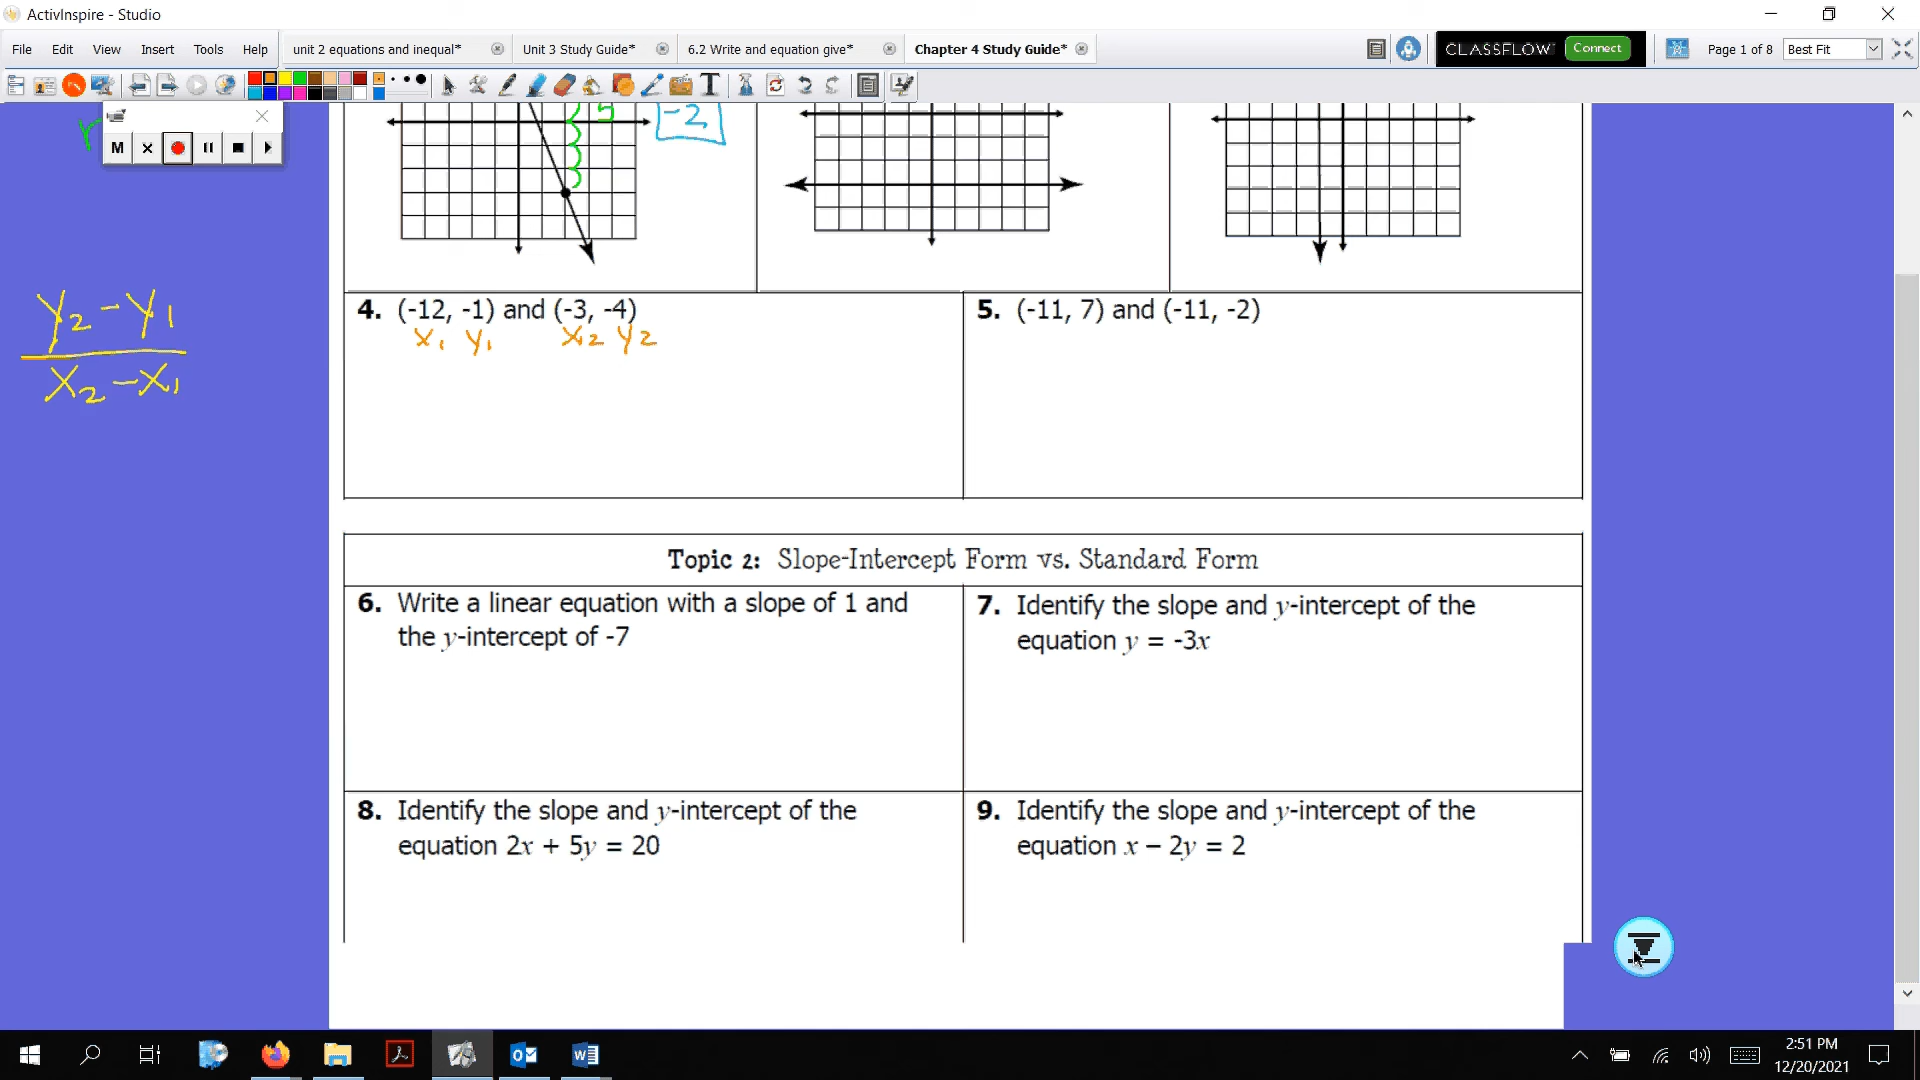 ActivInspire - Studio
File Edit View Insert Tools Help
unit 2 equations and inequal* Unit 3 Study Guide* 6.2 Write and equation give* Chapter 4 Study Guide*
CLASSFLOW Connect
Page 1 of 8 Best Fit
M
5
-2
y2 - y1
x2 - x1
4. (-12, -1) and (-3, -4)
x1 y1 x2 y2
5. (-11, 7) and (-11, -2)
Topic 2: Slope-Intercept Form vs. Standard Form
6. Write a linear equation with a slope of 1 and
the y-intercept of -7
7. Identify the slope and y-intercept of the
equation y = -3x
8. Identify the slope and y-intercept of the
equation 2x + 5y = 20
9. Identify the slope and y-intercept of the
equation x − 2y = 2
2:51 PM
12/20/2021